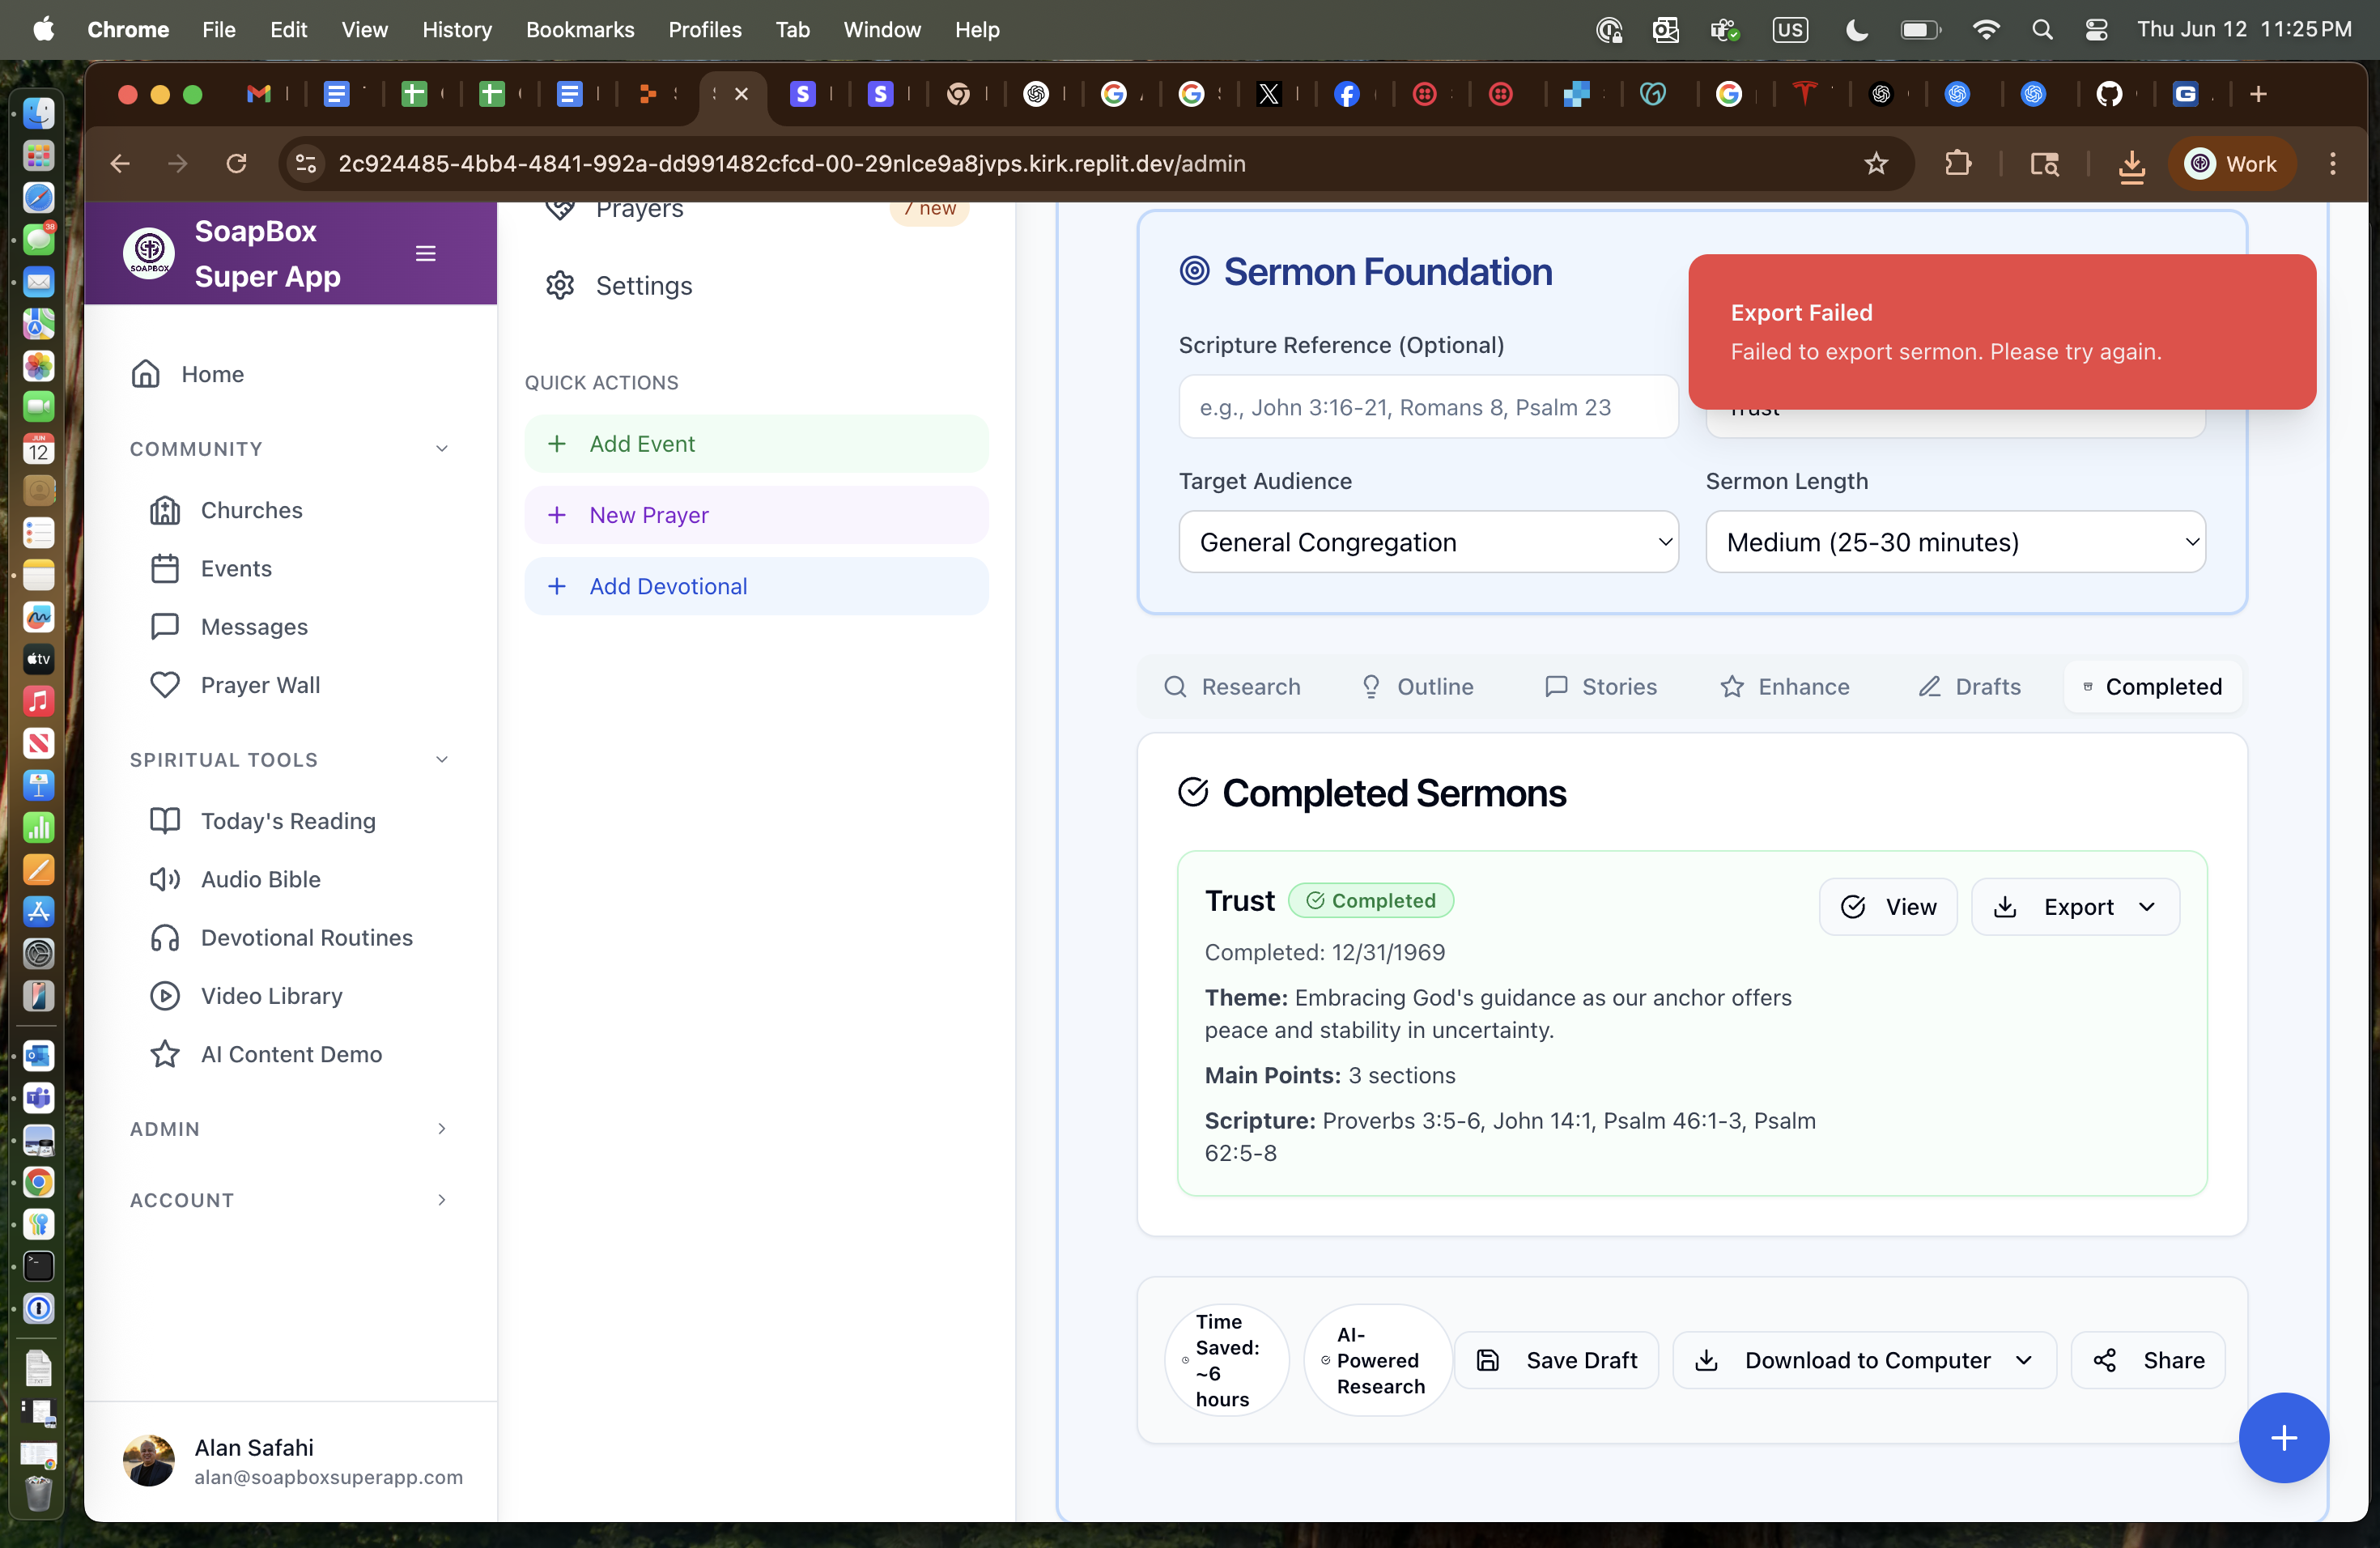 Chrome File Edit View History Bookmarks Profiles Tab Window Help US Thu Jun 12 11:25 PM
2c924485-4bb4-4841-992a-dd991482cfcd-00-29nlce9a8jvps.kirk.replit.dev/admin
Work
SoapBox
Super App
SOAPBOX
Home
COMMUNITY
Churches
Events
Messages
Prayer Wall
SPIRITUAL TOOLS
Today's Reading
Audio Bible
Devotional Routines
Video Library
AI Content Demo
ADMIN
ACCOUNT
Alan Safahi
alan@soapboxsuperapp.com
Prayers
7 new
Settings
QUICK ACTIONS
+ Add Event
+ New Prayer
+ Add Devotional
Sermon Foundation
Export Failed
Failed to export sermon. Please try again.
Scripture Reference (Optional)
e.g., John 3:16-21, Romans 8, Psalm 23
Trust
Target Audience
Sermon Length
General Congregation
Medium (25-30 minutes)
Research
Outline
Stories
Enhance
Drafts
Completed
Completed Sermons
Trust
Completed
View
Export
Completed: 12/31/1969
Theme: Embracing God's guidance as our anchor offers
peace and stability in uncertainty.
Main Points: 3 sections
Scripture: Proverbs 3:5-6, John 14:1, Psalm 46:1-3, Psalm
62:5-8
Time
Saved:
~6
hours
AI-
Powered
Research
Save Draft
Download to Computer
Share
38
JUN
12
tv